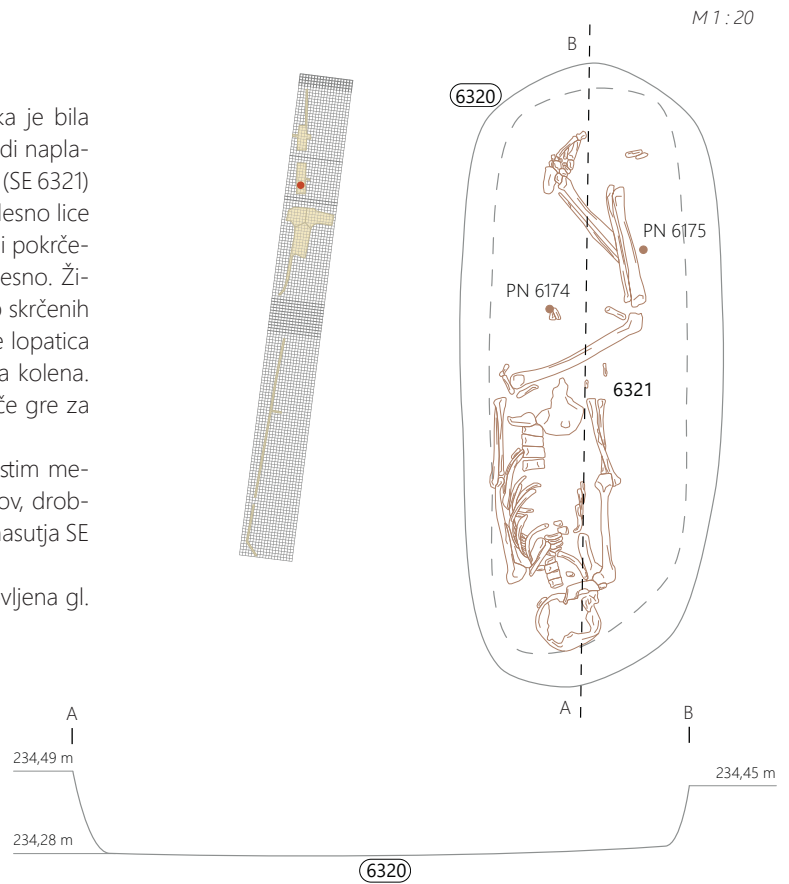 M 1 : 20
ka je bila
di napla-
(SE 6321)
desno lice
i pokrče-
esno. Ži-
skrčenih
e lopatica
a kolena.
če gre za
stim me-
ov, drob-
nasutja SE
vljena gl.
B
6320
PN 6175
PN 6174
6321
A
A
B
234,49 m
234,45 m
234,28 m
6320